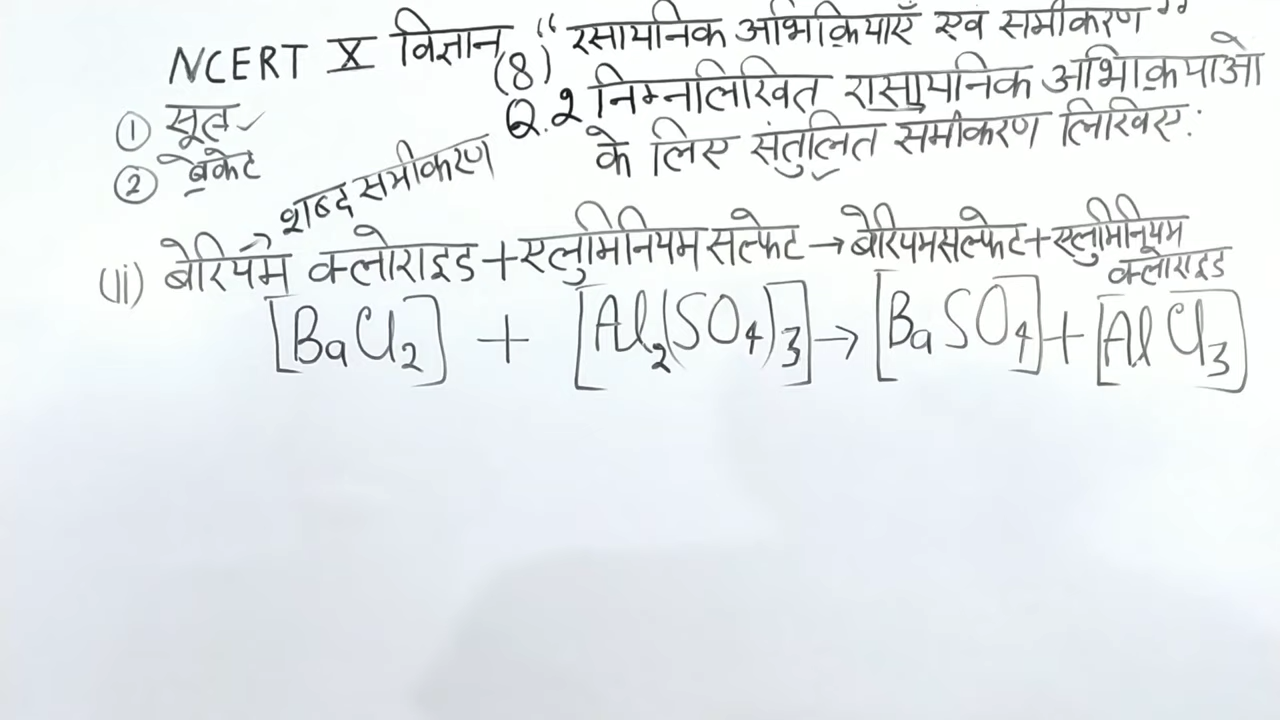 NCERT X विज्ञान "रसायनिक अभिक्रियाएँ एवं समीकरण"
(8)
① सूत्र ✓
② ब्रेकेट
Q.2 निम्नलिखित रासायनिक अभिक्रयाओ
के लिए संतुलित समीकरण लिखिए:
→ शब्द समीकरण
(ii) बेरियम क्लोराइड + एलुमिनियम सल्फेट → बेरियम सल्फेट + एलुमिनियम
क्लोराइड
[BaCl₂] + [Al₂(SO₄)₃] → [BaSO₄] + [AlCl₃]